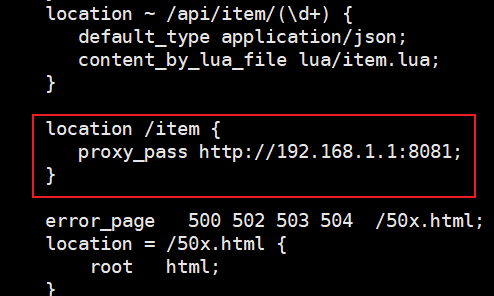 location ~ /api/item/(\d+) {
default_type application/json;
content_by_lua_file lua/item.lua;
}
location /item {
proxy_pass http://192.168.1.1:8081;
}
error_page   500 502 503 504  /50x.html;
location = /50x.html {
root   html;
}